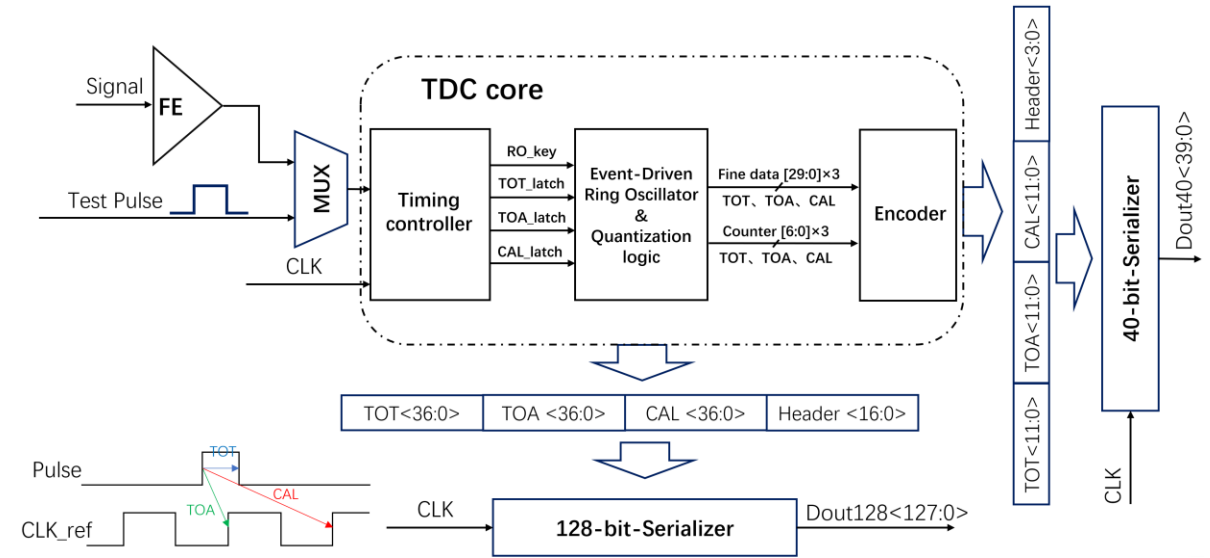 Signal
FE
Test Pulse
MUX
CLK
TDC core
Timing
controller
RO_key
TOT_latch
TOA_latch
CAL_latch
Event-Driven
Ring Oscillator
&
Quantization
logic
Fine data [29:0]×3
TOT、TOA、CAL
Counter [6:0]×3
TOT、TOA、CAL
Encoder
Header<3:0>
CAL<11:0>
TOA<11:0>
TOT<11:0>
40-bit-Serializer
Dout40<39:0>
CLK
TOT<36:0>
TOA <36:0>
CAL <36:0>
Header <16:0>
Pulse
TOT
CAL
TOA
CLK_ref
CLK
128-bit-Serializer
Dout128<127:0>